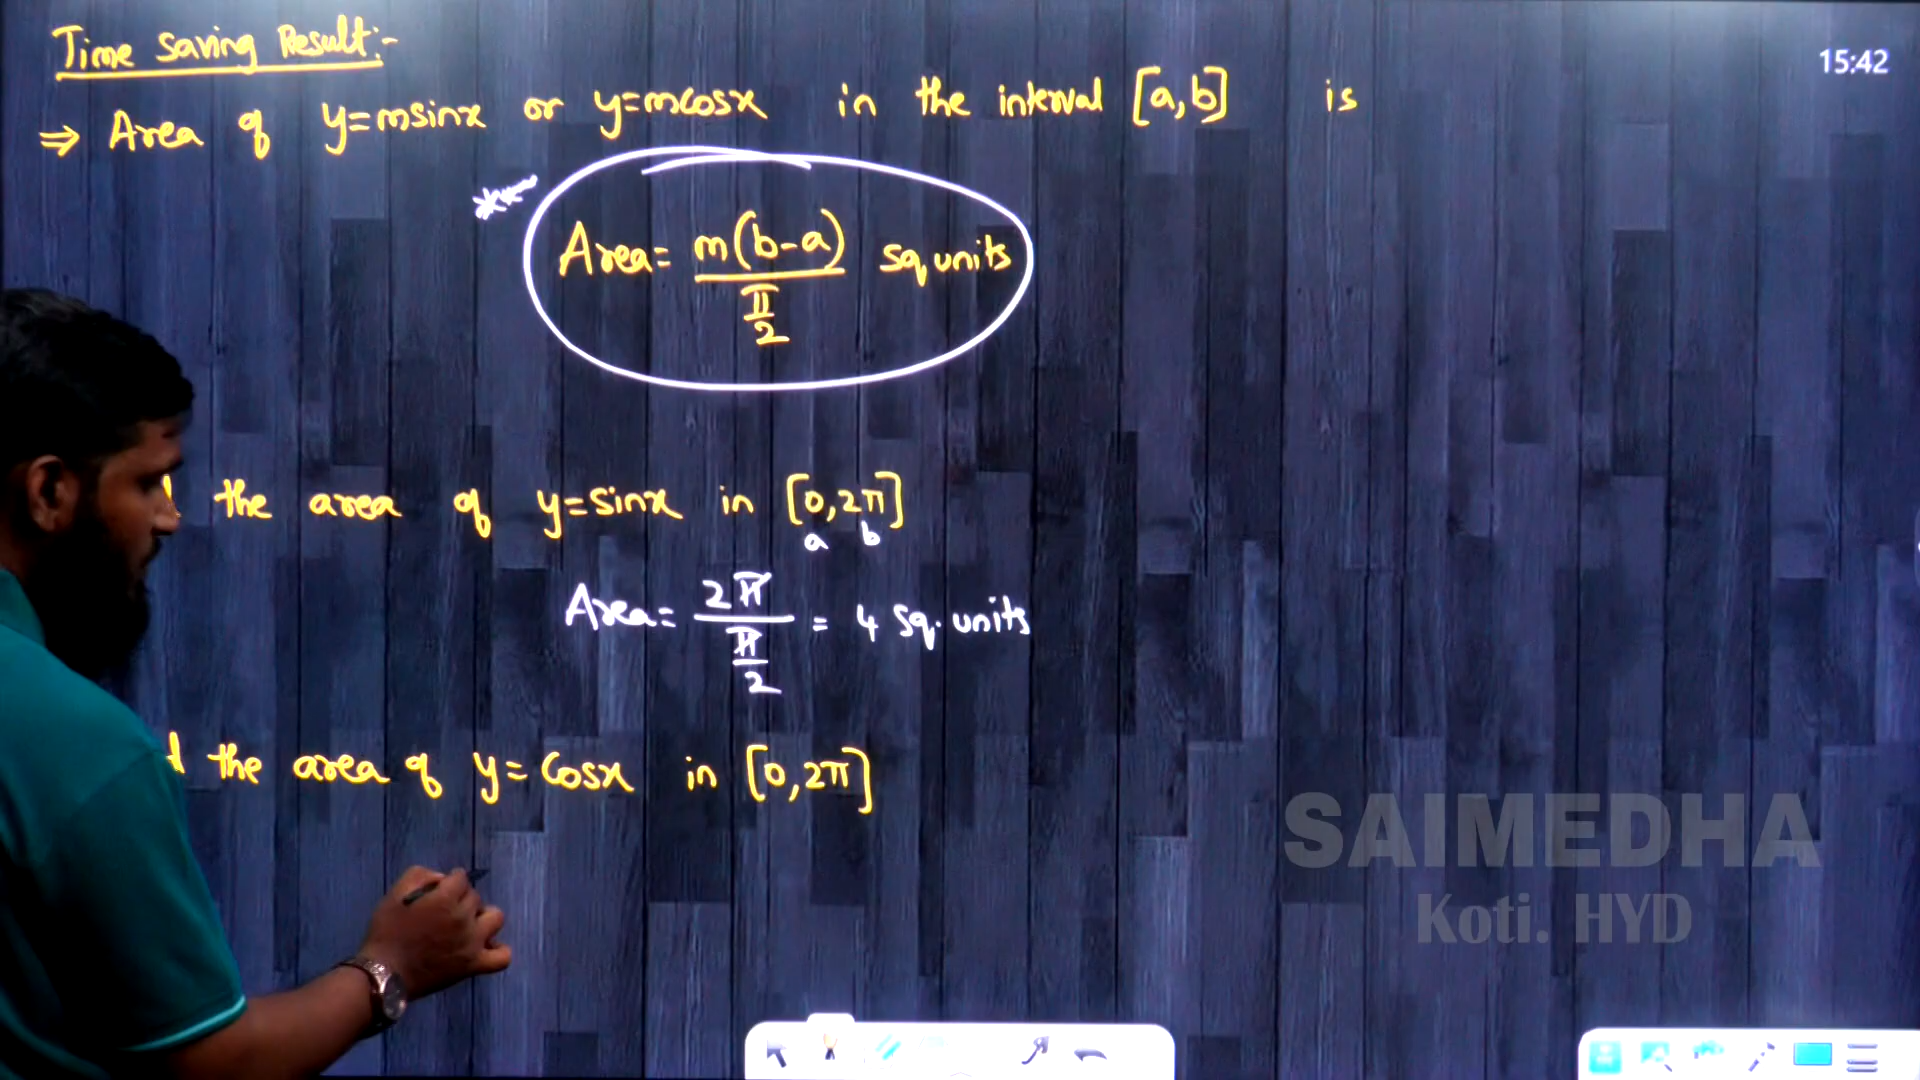 Time Saving Result:-
15:42
⇒ Area of y=msinx or y=mcosx in the interval [a,b] is
** Area = m(b-a)/(π/2) sq units
the area of y=sinx in [0,2π]
a b
Area = 2π/(π/2) = 4 sq. units
the area of y=cosx in [0,2π]
SAIMEDHA
Koti. HYD